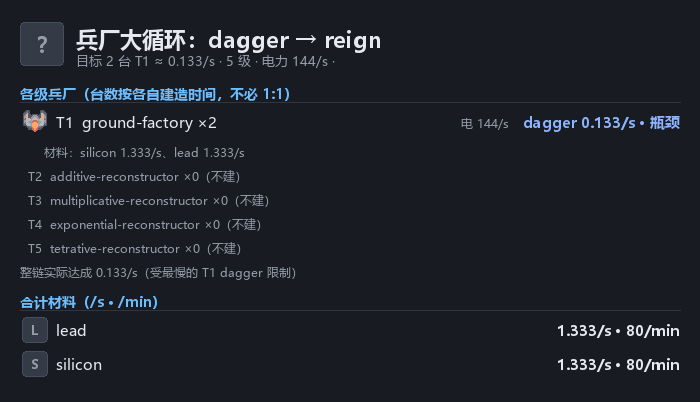 ?
兵厂大循环：dagger → reign
目标 2 台 T1 ≈ 0.133/s · 5 级 · 电力 144/s ·
各级兵厂（台数按各自建造时间，不必 1:1）
T1 ground-factory ×2 电 144/s dagger 0.133/s • 瓶颈
材料：silicon 1.333/s、lead 1.333/s
T2 additive-reconstructor ×0（不建）
T3 multiplicative-reconstructor ×0（不建）
T4 exponential-reconstructor ×0（不建）
T5 tetrative-reconstructor ×0（不建）
整链实际达成 0.133/s（受最慢的 T1 dagger 限制）
合计材料（/s • /min）
L lead 1.333/s • 80/min
S silicon 1.333/s • 80/min